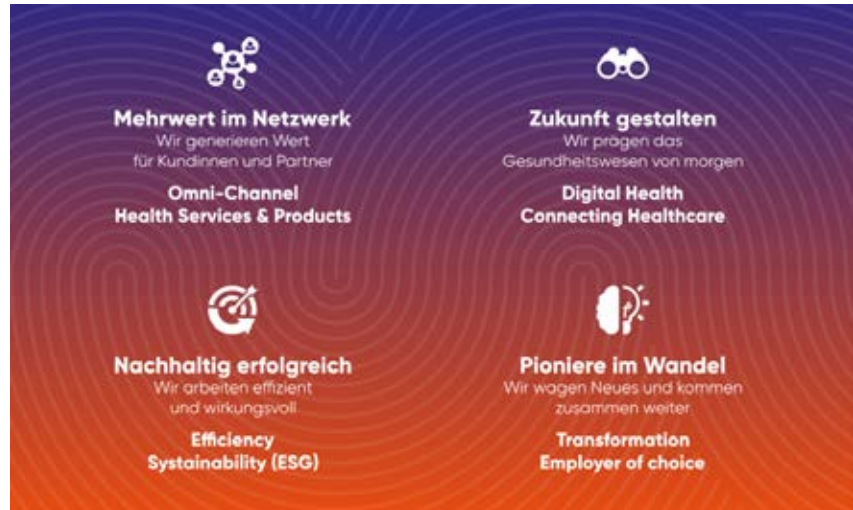 Mehrwert im Netzwerk
Wir generieren Wert
für Kundinnen und Partner
Omni-Channel
Health Services & Products
Zukunft gestalten
Wir prägen das
Gesundheitswesen von morgen
Digital Health
Connecting Healthcare
Nachhaltig erfolgreich
Wir arbeiten effizient
und wirkungsvoll
Efficiency
Systainability (ESG)
Pioniere im Wandel
Wir wagen Neues und kommen
zusammen weiter
Transformation
Employer of choice